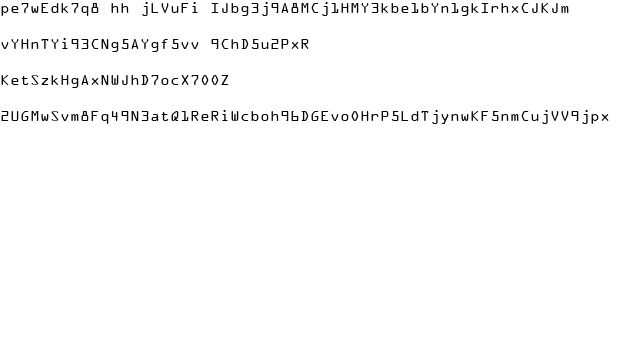 pe7wEdk7q8 hh jLVuFi IJbg3j9A8MCj1HMY3kbe1bYn1gkIrhxCJKJm
vYHnTYi93CNg5AYgf5vv 9ChD5u2PxR
KetSzkHgAxNWJhD7ocX700Z
2UGMwSvm8Fq49N3atQ1ReRiWcboh96DGEvo0HrP5LdTjynwKF5nmCujVV9jpx